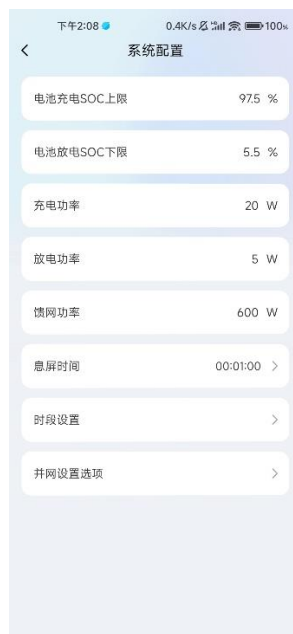 下午2:08 0.4K/s 100%
系统配置
电池充电SOC上限 97.5 %
电池放电SOC下限 5.5 %
充电功率 20 W
放电功率 5 W
馈网功率 600 W
息屏时间 00:01:00
时段设置
并网设置选项